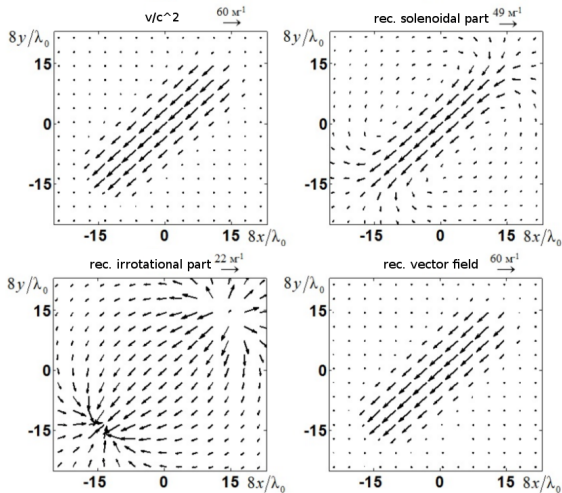 v/c^2
60 м⁻¹
8y/λ₀
15
0
-15
-15 0 15 8x/λ₀
rec. solenoidal part
49 м⁻¹
8y/λ₀
15
0
-15
-15 0 15 8x/λ₀
rec. irrotational part
22 м⁻¹
8y/λ₀
15
0
-15
-15 0 15 8x/λ₀
rec. vector field
60 м⁻¹
8y/λ₀
15
0
-15
-15 0 15 8x/λ₀